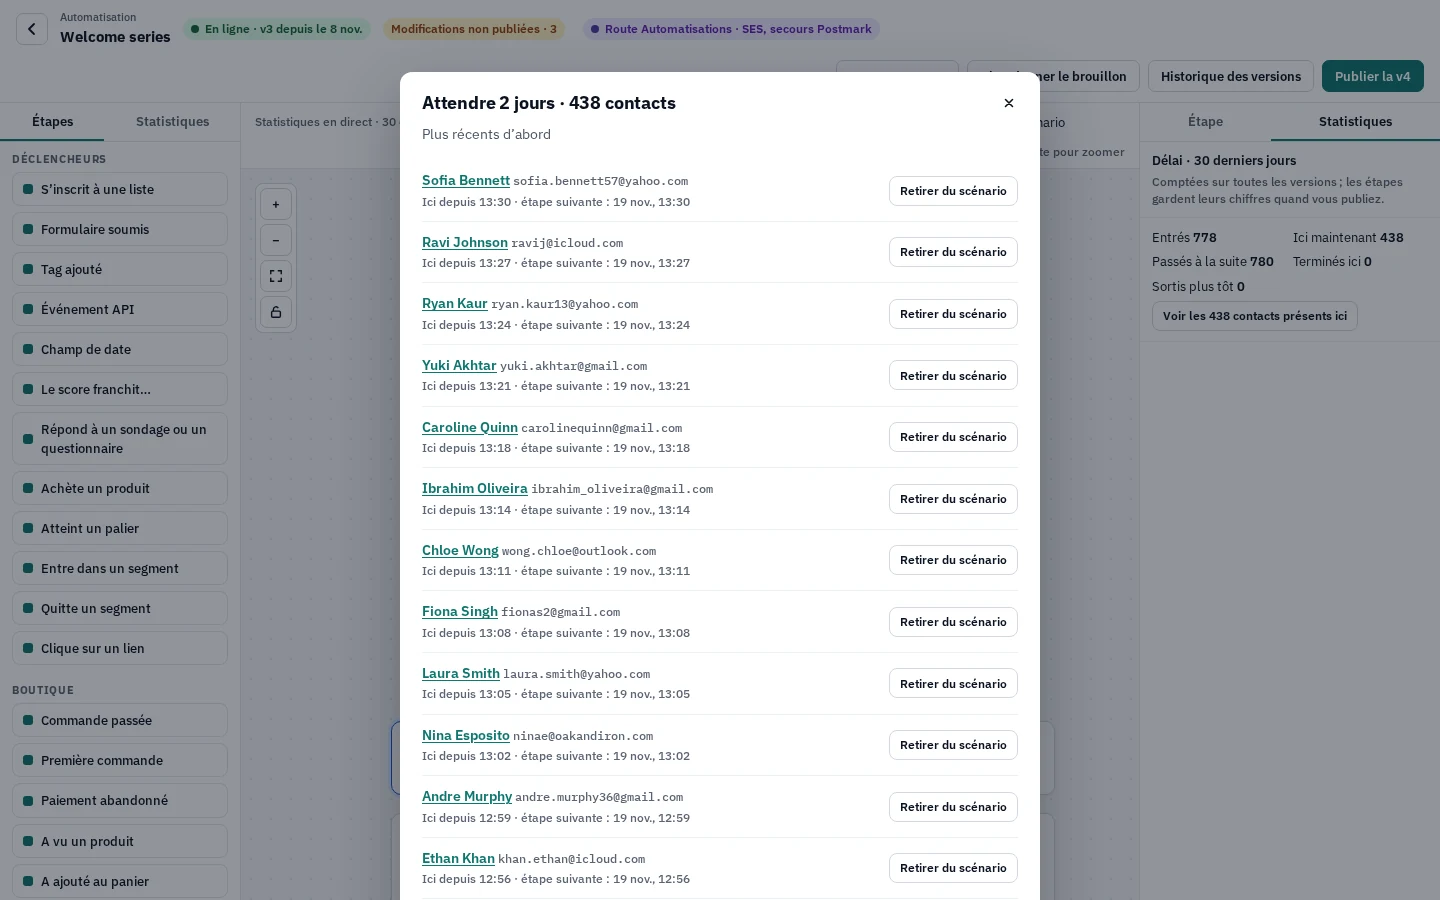 Automatisation
Welcome series
En ligne · v3 depuis le 8 nov.
Modifications non publiées · 3
Route Automatisations · SES, secours Postmark
ner le brouillon
Historique des versions
Publier la v4
Étapes
Statistiques
Statistiques en direct · 30
nario
te pour zoomer
Étape
Statistiques
DÉCLENCHEURS
S’inscrit à une liste
Formulaire soumis
Tag ajouté
Événement API
Champ de date
Le score franchit…
Répond à un sondage ou un
questionnaire
Achète un produit
Atteint un palier
Entre dans un segment
Quitte un segment
Clique sur un lien
BOUTIQUE
Commande passée
Première commande
Paiement abandonné
A vu un produit
A ajouté au panier
+
−
Attendre 2 jours · 438 contacts
Plus récents d’abord
Sofia Bennett sofia.bennett57@yahoo.com
Ici depuis 13:30 · étape suivante : 19 nov., 13:30
Retirer du scénario
Ravi Johnson ravij@icloud.com
Ici depuis 13:27 · étape suivante : 19 nov., 13:27
Retirer du scénario
Ryan Kaur ryan.kaur13@yahoo.com
Ici depuis 13:24 · étape suivante : 19 nov., 13:24
Retirer du scénario
Yuki Akhtar yuki.akhtar@gmail.com
Ici depuis 13:21 · étape suivante : 19 nov., 13:21
Retirer du scénario
Caroline Quinn carolinequinn@gmail.com
Ici depuis 13:18 · étape suivante : 19 nov., 13:18
Retirer du scénario
Ibrahim Oliveira ibrahim_oliveira@gmail.com
Ici depuis 13:14 · étape suivante : 19 nov., 13:14
Retirer du scénario
Chloe Wong wong.chloe@outlook.com
Ici depuis 13:11 · étape suivante : 19 nov., 13:11
Retirer du scénario
Fiona Singh fionas2@gmail.com
Ici depuis 13:08 · étape suivante : 19 nov., 13:08
Retirer du scénario
Laura Smith laura.smith@yahoo.com
Ici depuis 13:05 · étape suivante : 19 nov., 13:05
Retirer du scénario
Nina Esposito ninae@oakandiron.com
Ici depuis 13:02 · étape suivante : 19 nov., 13:02
Retirer du scénario
Andre Murphy andre.murphy36@gmail.com
Ici depuis 12:59 · étape suivante : 19 nov., 12:59
Retirer du scénario
Ethan Khan khan.ethan@icloud.com
Ici depuis 12:56 · étape suivante : 19 nov., 12:56
Retirer du scénario
Délai · 30 derniers jours
Comptées sur toutes les versions ; les étapes
gardent leurs chiffres quand vous publiez.
Entrés 778
Ici maintenant 438
Passés à la suite 780
Terminés ici 0
Sortis plus tôt 0
Voir les 438 contacts présents ici